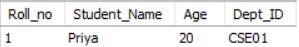 Roll_no Student_Name Age Dept_ID
1 Priya 20 CSE01